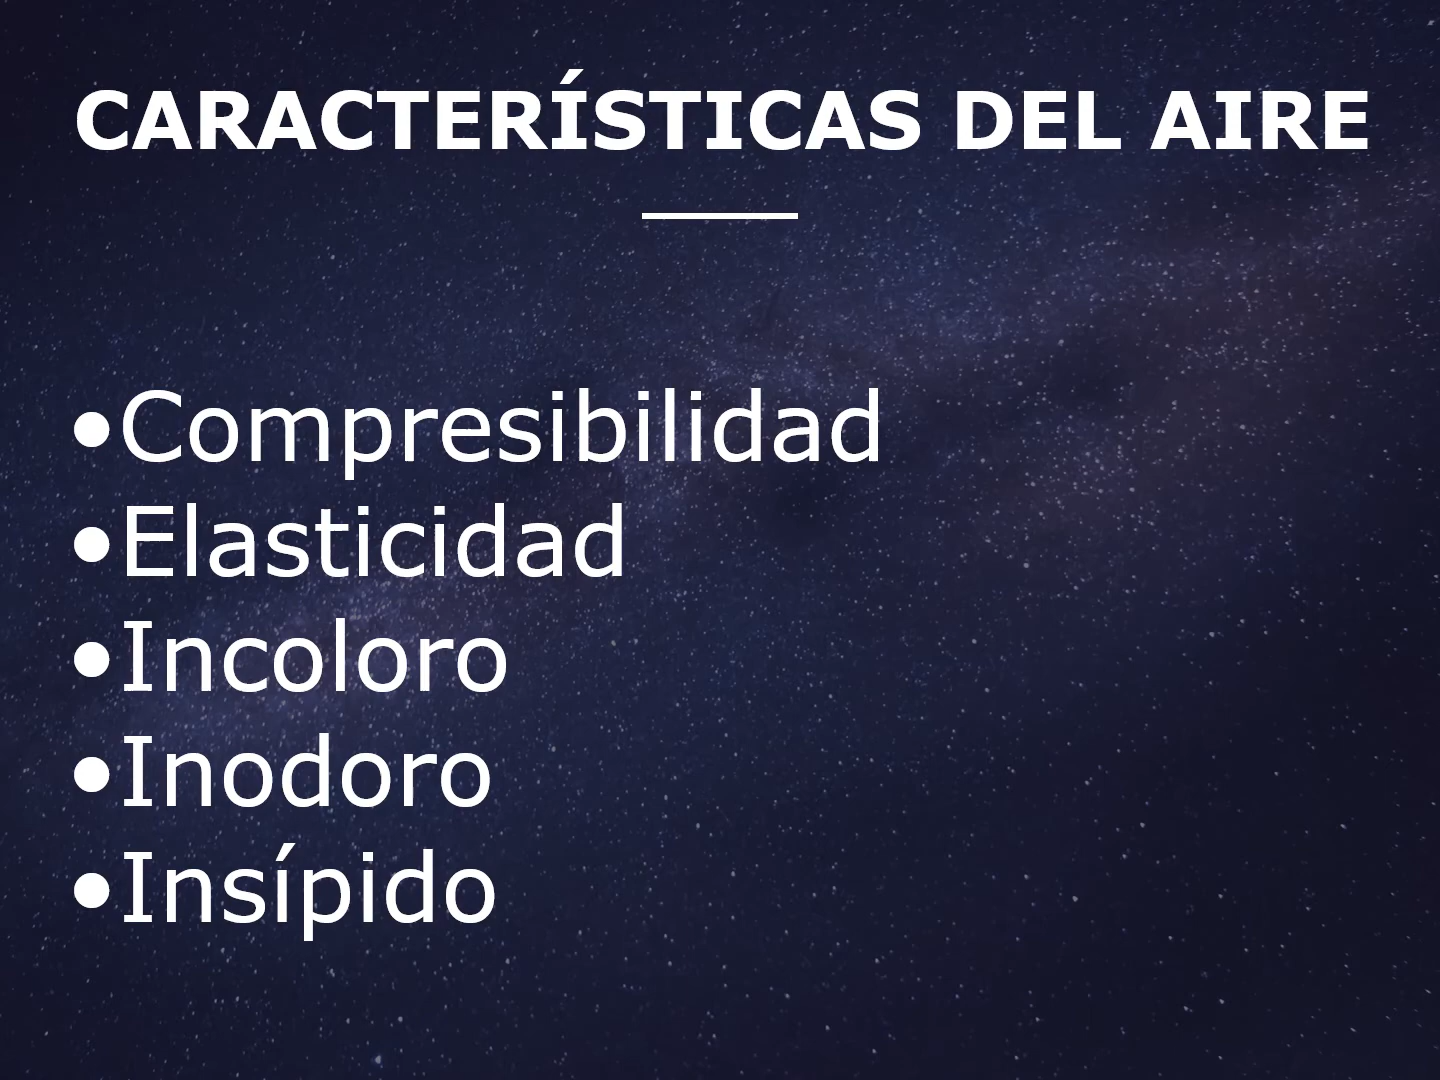 CARACTERÍSTICAS DEL AIRE
•Compresibilidad
•Elasticidad
•Incoloro
•Inodoro
•Insípido